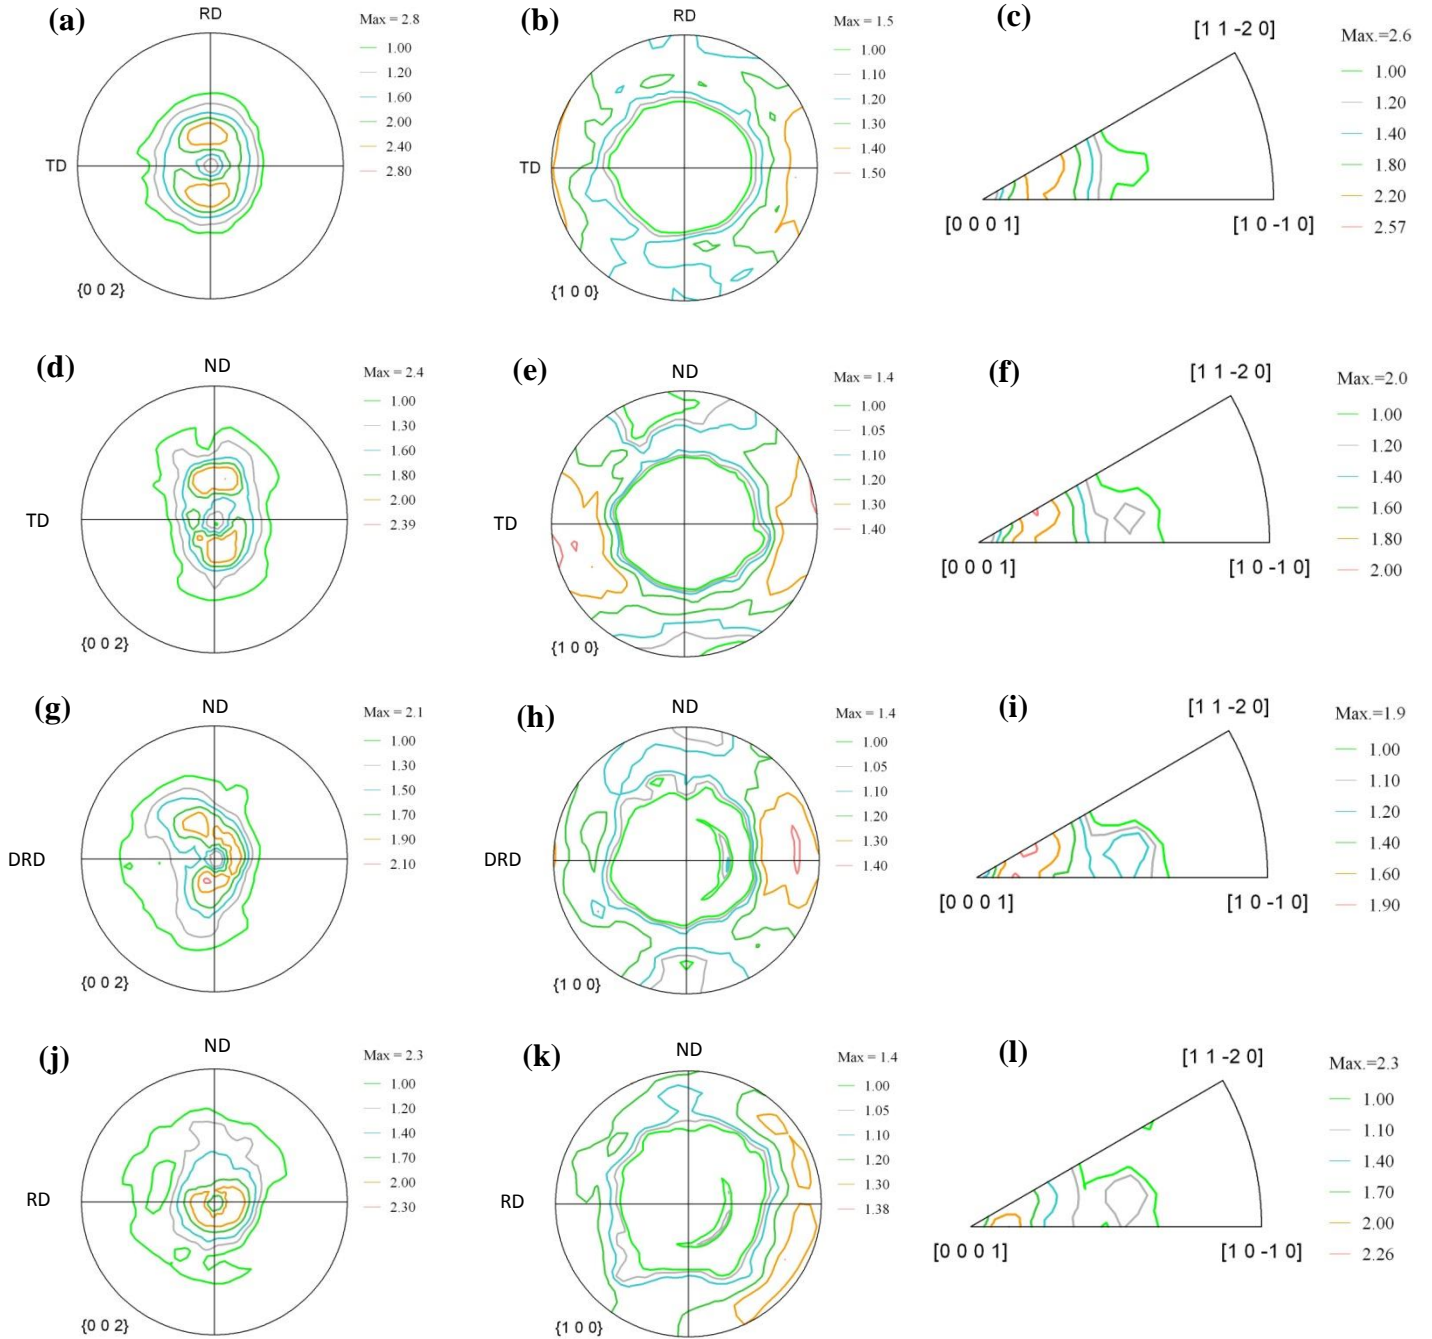 (a)
RD
Max = 2.8
1.00
1.20
1.60
2.00
2.40
2.80
TD
{0 0 2}
(b)
RD
Max = 1.5
1.00
1.10
1.20
1.30
1.40
1.50
TD
{1 0 0}
(c)
[1 1 -2 0]
Max.=2.6
1.00
1.20
1.40
1.80
2.20
2.57
[0 0 0 1]
[1 0 -1 0]
(d)
ND
Max = 2.4
1.00
1.30
1.60
1.80
2.00
2.39
TD
{0 0 2}
(e)
ND
Max = 1.4
1.00
1.05
1.10
1.20
1.30
1.40
TD
{1 0 0}
(f)
[1 1 -2 0]
Max.=2.0
1.00
1.20
1.40
1.60
1.80
2.00
[0 0 0 1]
[1 0 -1 0]
(g)
ND
Max = 2.1
1.00
1.30
1.50
1.70
1.90
2.10
DRD
{0 0 2}
(h)
ND
Max = 1.4
1.00
1.05
1.10
1.20
1.30
1.40
DRD
{1 0 0}
(i)
[1 1 -2 0]
Max.=1.9
1.00
1.10
1.20
1.40
1.60
1.90
[0 0 0 1]
[1 0 -1 0]
(j)
ND
Max = 2.3
1.00
1.20
1.40
1.70
2.00
2.30
RD
{0 0 2}
(k)
ND
Max = 1.4
1.00
1.05
1.10
1.20
1.30
1.38
RD
{1 0 0}
(l)
[1 1 -2 0]
Max.=2.3
1.00
1.10
1.40
1.70
2.00
2.26
[0 0 0 1]
[1 0 -1 0]